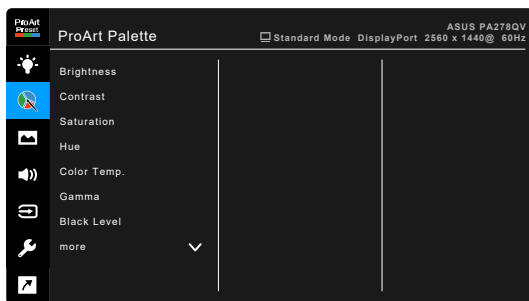 ProArt
Preset
ProArt Palette
ASUS PA278QV
Standard Mode DisplayPort 2560 x 1440@ 60Hz
Brightness
Contrast
Saturation
Hue
Color Temp.
Gamma
Black Level
more